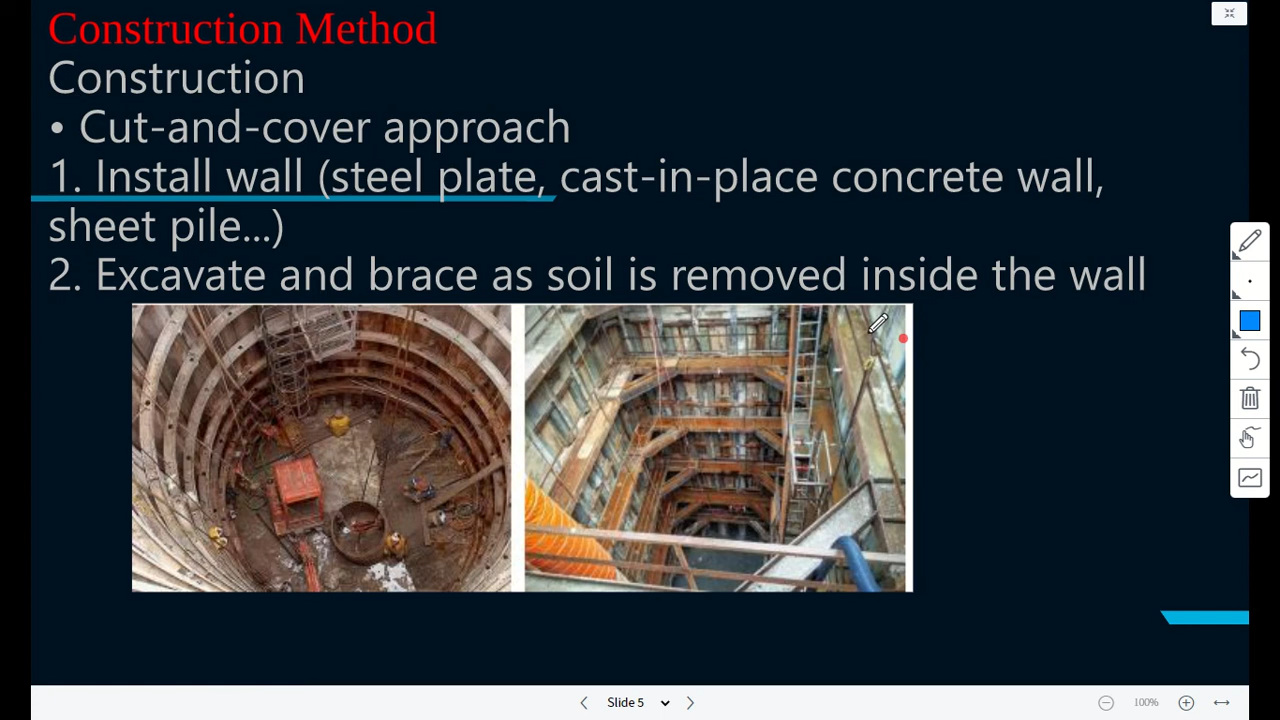 Construction Method
Construction
• Cut-and-cover approach
1. Install wall (steel plate, cast-in-place concrete wall,
sheet pile...)
2. Excavate and brace as soil is removed inside the wall
Slide 5
100%